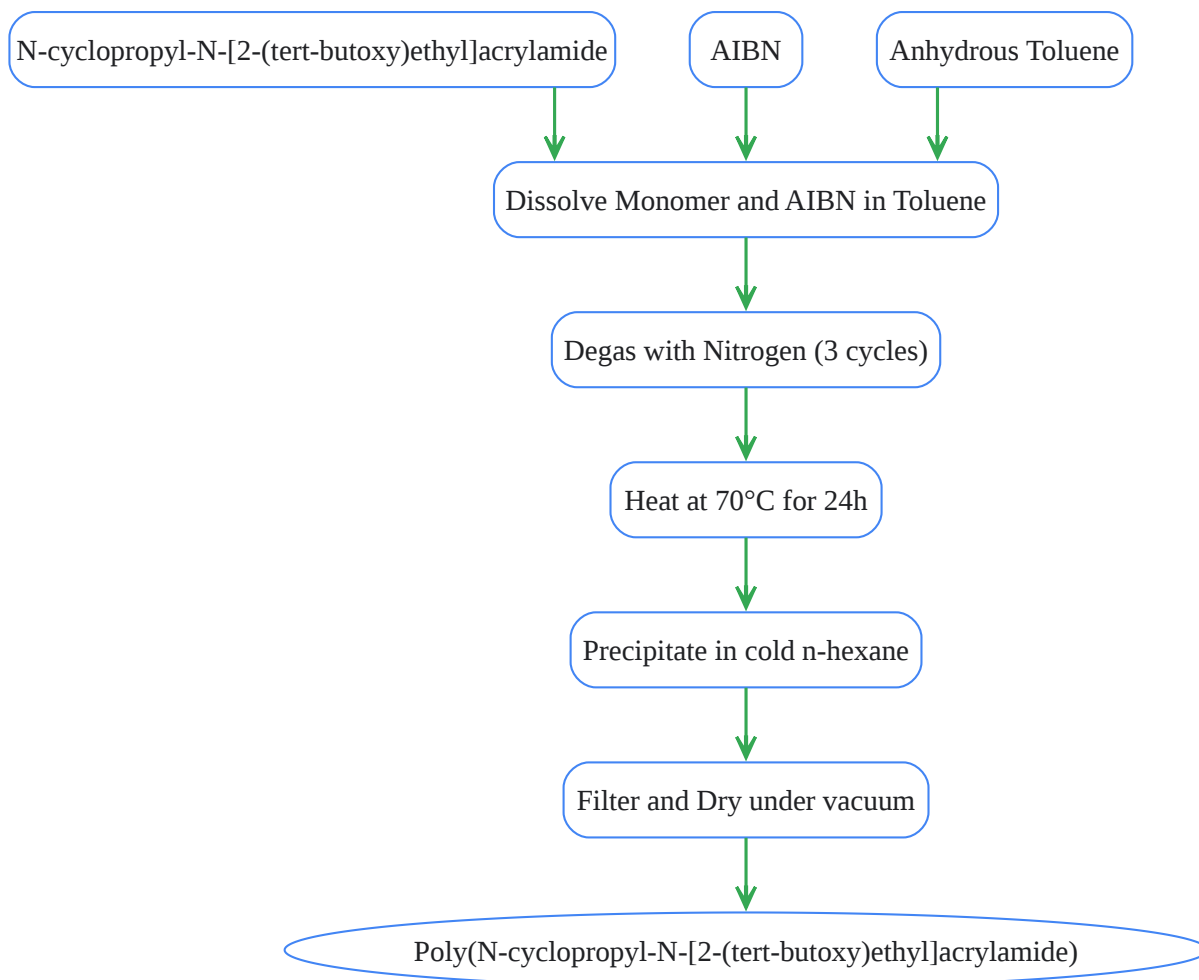 N-cyclopropyl-N-[2-(tert-butoxy)ethyl]acrylamide
AIBN
Anhydrous Toluene
Dissolve Monomer and AIBN in Toluene
Degas with Nitrogen (3 cycles)
Heat at 70°C for 24h
Precipitate in cold n-hexane
Filter and Dry under vacuum
Poly(N-cyclopropyl-N-[2-(tert-butoxy)ethyl]acrylamide)